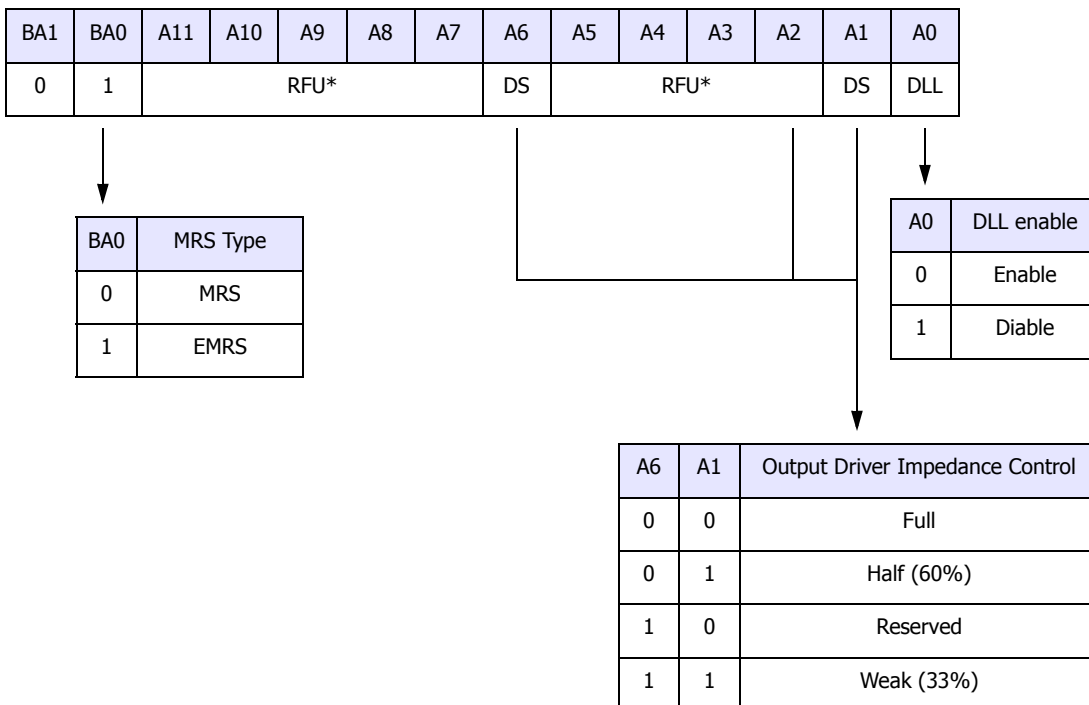 BA1 BA0 A11 A10 A9 A8 A7 A6 A5 A4 A3 A2 A1 A0
0 1 RFU* DS RFU* DS DLL
BA0 MRS Type
0 MRS
1 EMRS
A0 DLL enable
0 Enable
1 Diable
A6 A1 Output Driver Impedance Control
0 0 Full
0 1 Half (60%)
1 0 Reserved
1 1 Weak (33%)